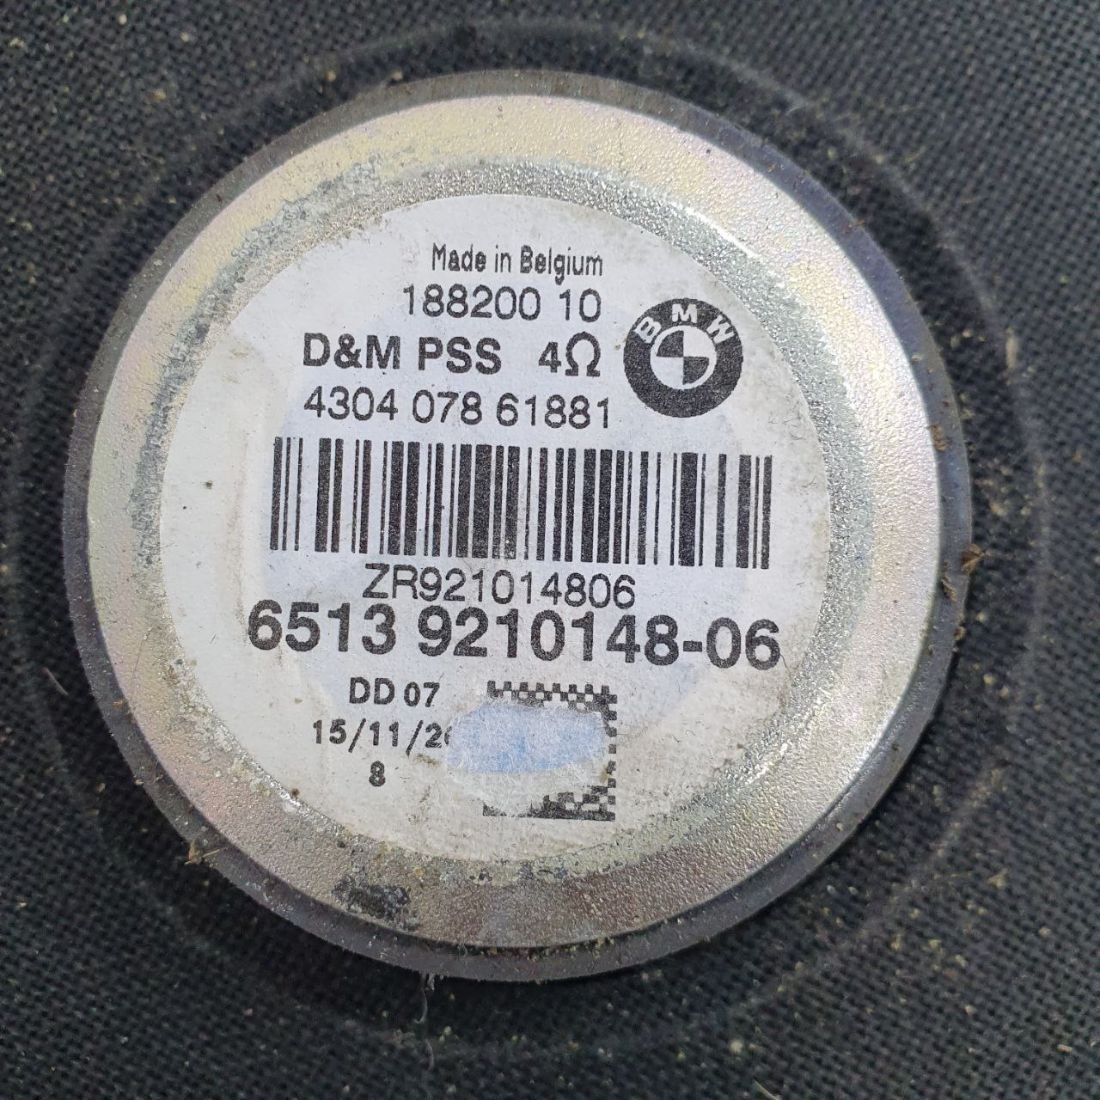 Made in Belgium
188200 10
BMW
D&M PSS 4Ω
4304 078 61881
ZR921014806
6513 9210148-06
DD 07
15/11/20
8